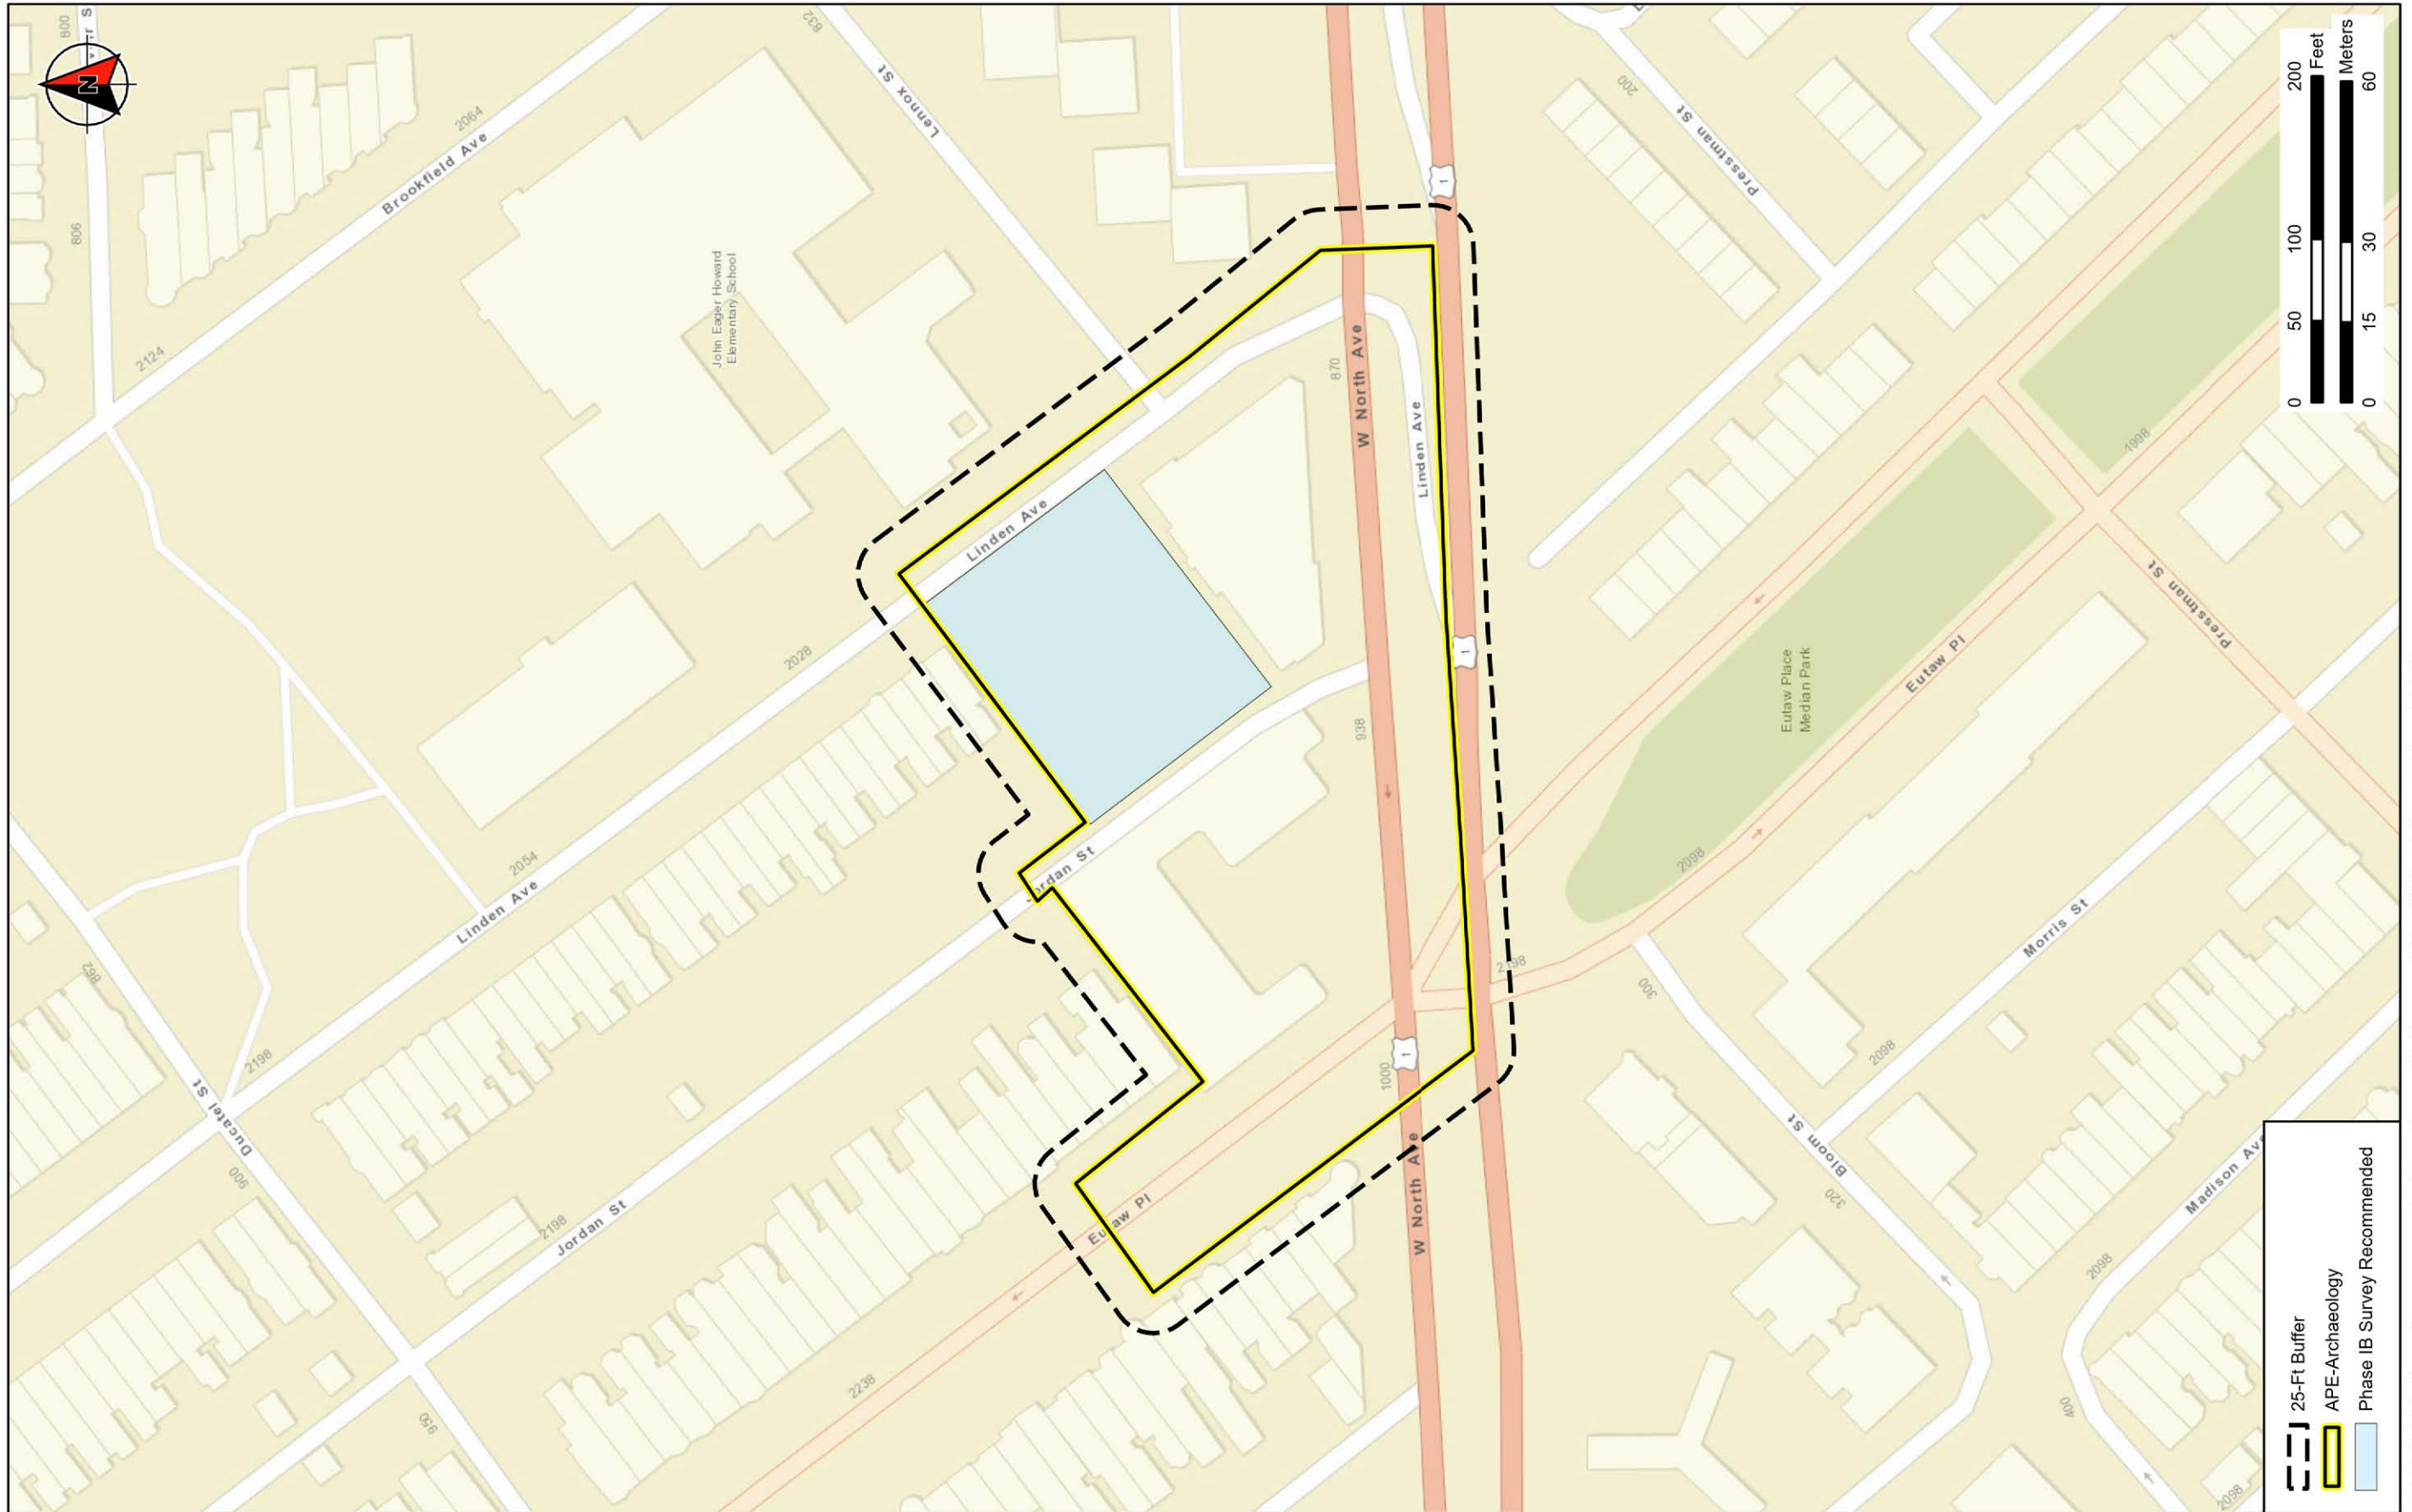 N
800
806
832
Brookfield Ave
2064
2124
Lennox St
John Eager Howard
Elementary School
Presstman St
200
1
W North Ave
870
Linden Ave
Linden Ave
2028
938
1
Linden Ave
2054
2198
862
Ducatel St
900
950
Jordan St
Jordan St
2198
Eutaw Pl
2238
W North Ave
1000
1
2198
Eutaw Place
Median Park
Eutaw Pl
2098
1998
Presstman St
Morris St
2098
300
Bloom St
320
Madison Ave
2098
400
2098
0 50 100 200
Feet
Meters
0 15 30 60
25-Ft Buffer
APE-Archaeology
Phase IB Survey Recommended